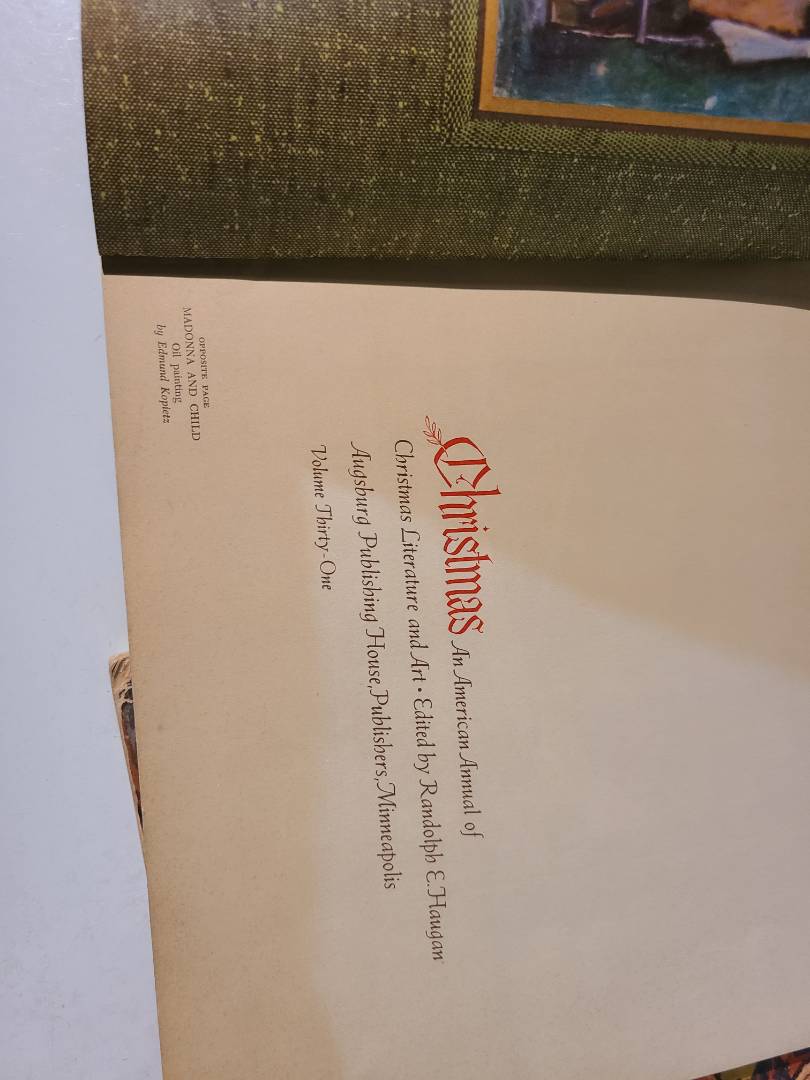 Christmas An American Annual of
Christmas Literature and Art • Edited by Randolph E. Haugan
Augsburg Publishing House, Publishers, Minneapolis
Volume Thirty-One
OPPOSITE PAGE
MADONNA AND CHILD
Oil painting
by Edmund Kopietz